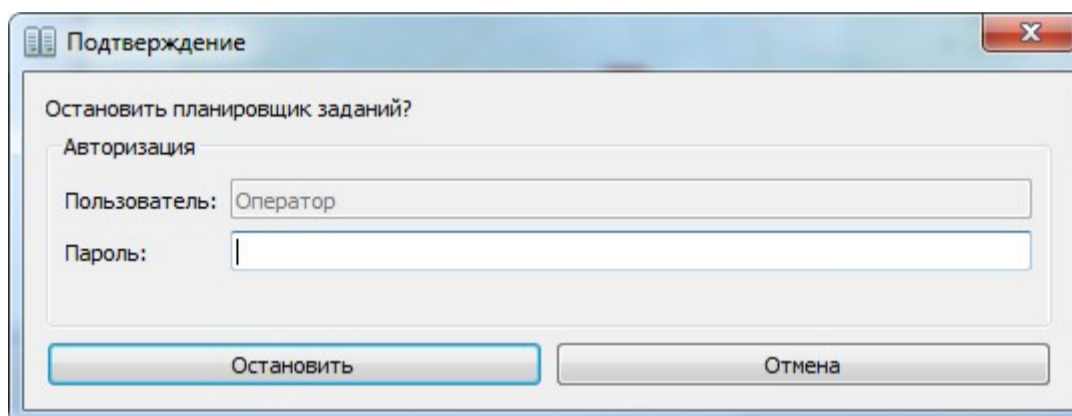 Подтверждение
Остановить планировщик заданий?
Авторизация
Пользователь: Оператор
Пароль:
Остановить Отмена